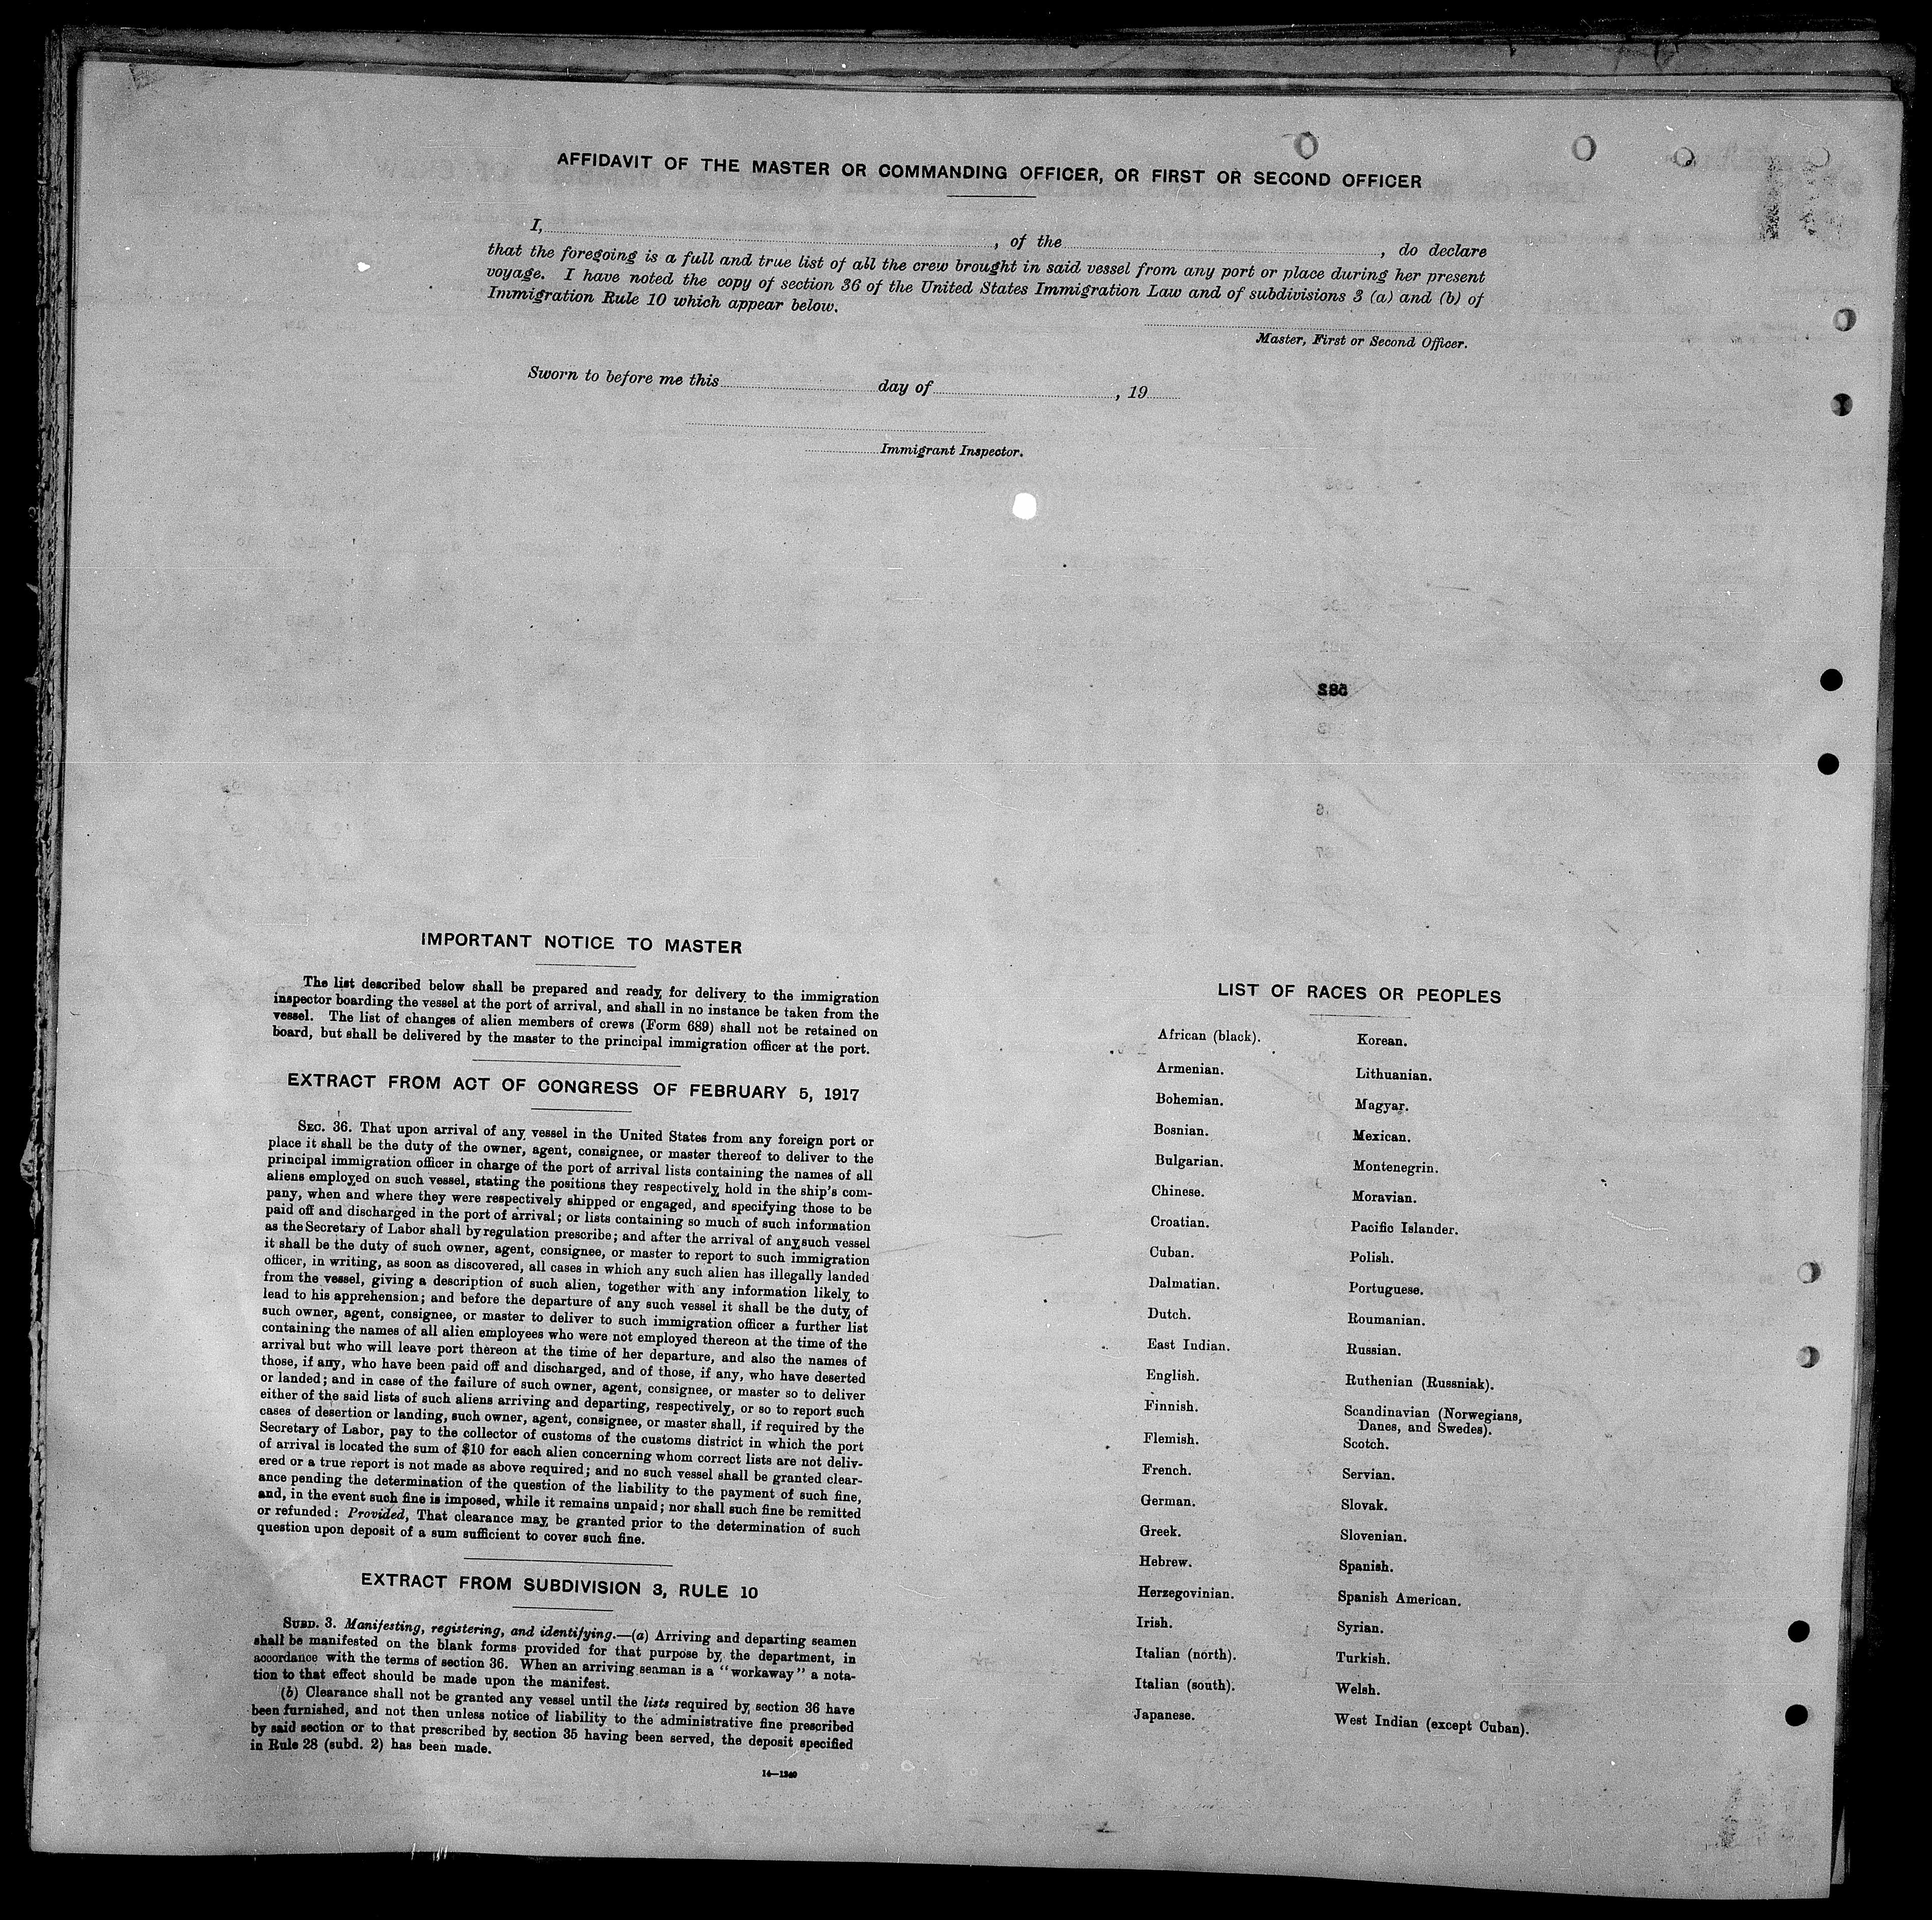 AFFIDAVIT OF THE MASTER OR COMMANDING OFFICER, OR FIRST OR SECOND OFFICER
I, , of the , do declare
that the foregoing is a full and true list of all the crew brought in said vessel from any port or place during her present
voyage. I have noted the copy of section 36 of the United States Immigration Law and of subdivisions 3 (a) and (b) of
Immigration Rule 10 which appear below.
Master, First or Second Officer.
Sworn to before me this day of , 19
Immigrant Inspector.
IMPORTANT NOTICE TO MASTER
The list described below shall be prepared and ready for delivery to the immigration
inspector boarding the vessel at the port of arrival, and shall in no instance be taken from the
vessel. The list of changes of alien members of crews (Form 689) shall not be retained on
board, but shall be delivered by the master to the principal immigration officer at the port.
EXTRACT FROM ACT OF CONGRESS OF FEBRUARY 5, 1917
SEC. 36. That upon arrival of any vessel in the United States from any foreign port or
place it shall be the duty of the owner, agent, consignee, or master thereof to deliver to the
principal immigration officer in charge of the port of arrival lists containing the names of all
aliens employed on such vessel, stating the positions they respectively hold in the ship's com-
pany, when and where they were respectively shipped or engaged, and specifying those to be
paid off and discharged in the port of arrival; or lists containing so much of such information
as the Secretary of Labor shall by regulation prescribe; and after the arrival of any such vessel
it shall be the duty of such owner, agent, consignee, or master to report to such immigration
officer, in writing, as soon as discovered, all cases in which any such alien has illegally landed
from the vessel, giving a description of such alien, together with any information likely to
lead to his apprehension; and before the departure of any such vessel it shall be the duty of
such owner, agent, consignee, or master to deliver to such immigration officer a further list
containing the names of all alien employees who were not employed thereon at the time of the
arrival but who will leave port thereon at the time of her departure, and also the names of
those, if any, who have been paid off and discharged, and of those, if any, who have deserted
or landed; and in case of the failure of such owner, agent, consignee, or master so to deliver
either of the said lists of such aliens arriving and departing, respectively, or so to report such
cases of desertion or landing, such owner, agent, consignee, or master shall, if required by the
Secretary of Labor, pay to the collector of customs of the customs district in which the port
of arrival is located the sum of $10 for each alien concerning whom correct lists are not deliv-
ered or a true report is not made as above required; and no such vessel shall be granted clear-
ance pending the determination of the question of the liability to the payment of such fine,
and, in the event such fine is imposed, while it remains unpaid; nor shall such fine be remitted
or refunded: Provided, That clearance may be granted prior to the determination of such
question upon deposit of a sum sufficient to cover such fine.
EXTRACT FROM SUBDIVISION 3, RULE 10
SUBD. 3. Manifesting, registering, and identifying.—(a) Arriving and departing seamen
shall be manifested on the blank forms provided for that purpose by the department, in
accordance with the terms of section 36. When an arriving seaman is a "workaway" a nota-
tion to that effect should be made upon the manifest.
(b) Clearance shall not be granted any vessel until the lists required by section 36 have
been furnished, and not then unless notice of liability to the administrative fine prescribed
by said section or to that prescribed by section 35 having been served, the deposit specified
in Rule 28 (subd. 2) has been made.
14—1240
LIST OF RACES OR PEOPLES
African (black).
Armenian.
Bohemian.
Bosnian.
Bulgarian.
Chinese.
Croatian.
Cuban.
Dalmatian.
Dutch.
East Indian.
English.
Finnish.
Flemish.
French.
German.
Greek.
Hebrew.
Herzegovinian.
Irish.
Italian (north).
Italian (south).
Japanese.
Korean.
Lithuanian.
Magyar.
Mexican.
Montenegrin.
Moravian.
Pacific Islander.
Polish.
Portuguese.
Roumanian.
Russian.
Ruthenian (Russniak).
Scandinavian (Norwegians,
Danes, and Swedes).
Scotch.
Servian.
Slovak.
Slovenian.
Spanish.
Spanish American.
Syrian.
Turkish.
Welsh.
West Indian (except Cuban).